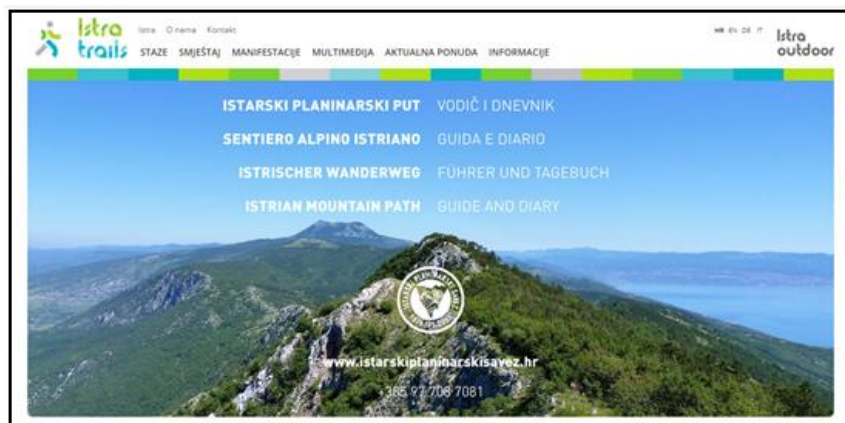 Istra
trails
Istra O nama Kontakt
HR EN DE IT
Istra
outdoor
STAZE SMJEŠTAJ MANIFESTACIJE MULTIMEDIJA AKTUALNA PONUDA INFORMACIJE
ISTARSKI PLANINARSKI PUT VODIČ I DNEVNIK
SENTIERO ALPINO ISTRIANO GUIDA E DIARIO
ISTRISCHER WANDERWEG FÜHRER UND TAGEBUCH
ISTRIAN MOUNTAIN PATH GUIDE AND DIARY
www.istarskiplaninarskisavez.hr
+385 97 708 7081